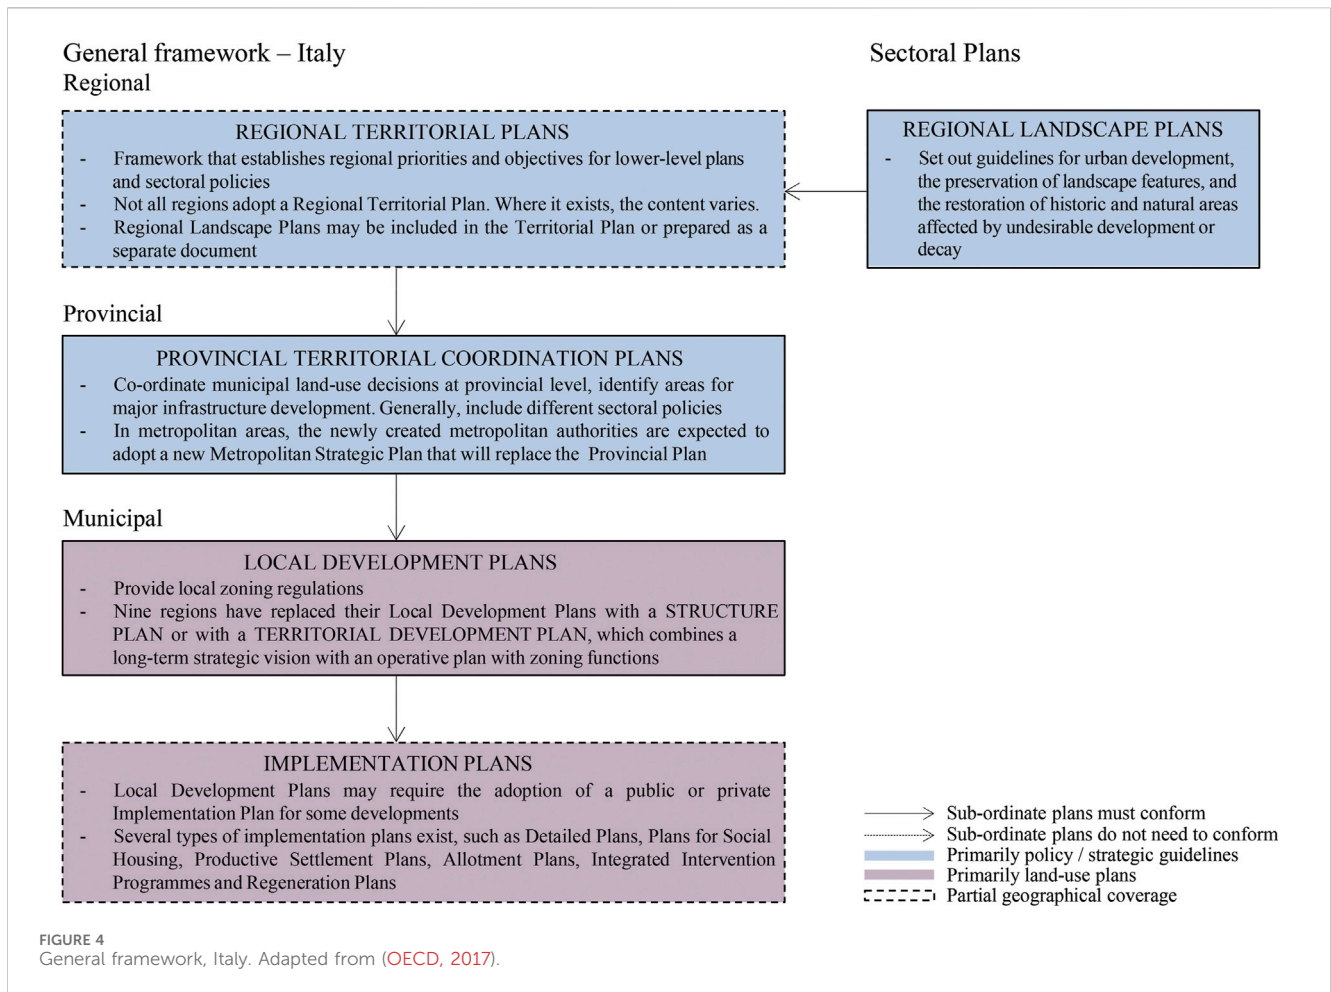 General framework – Italy
Regional
REGIONAL TERRITORIAL PLANS
- Framework that establishes regional priorities and objectives for lower-level plans
and sectoral policies
- Not all regions adopt a Regional Territorial Plan. Where it exists, the content varies.
- Regional Landscape Plans may be included in the Territorial Plan or prepared as a
separate document
Sectoral Plans
REGIONAL LANDSCAPE PLANS
- Set out guidelines for urban development,
the preservation of landscape features, and
the restoration of historic and natural areas
affected by undesirable development or
decay
Provincial
PROVINCIAL TERRITORIAL COORDINATION PLANS
- Co-ordinate municipal land-use decisions at provincial level, identify areas for
major infrastructure development. Generally, include different sectoral policies
- In metropolitan areas, the newly created metropolitan authorities are expected to
adopt a new Metropolitan Strategic Plan that will replace the Provincial Plan
Municipal
LOCAL DEVELOPMENT PLANS
- Provide local zoning regulations
- Nine regions have replaced their Local Development Plans with a STRUCTURE
PLAN or with a TERRITORIAL DEVELOPMENT PLAN, which combines a
long-term strategic vision with an operative plan with zoning functions
IMPLEMENTATION PLANS
- Local Development Plans may require the adoption of a public or private
Implementation Plan for some developments
- Several types of implementation plans exist, such as Detailed Plans, Plans for Social
Housing, Productive Settlement Plans, Allotment Plans, Integrated Intervention
Programmes and Regeneration Plans
Sub-ordinate plans must conform
Sub-ordinate plans do not need to conform
Primarily policy / strategic guidelines
Primarily land-use plans
Partial geographical coverage
FIGURE 4
General framework, Italy. Adapted from (OECD, 2017).